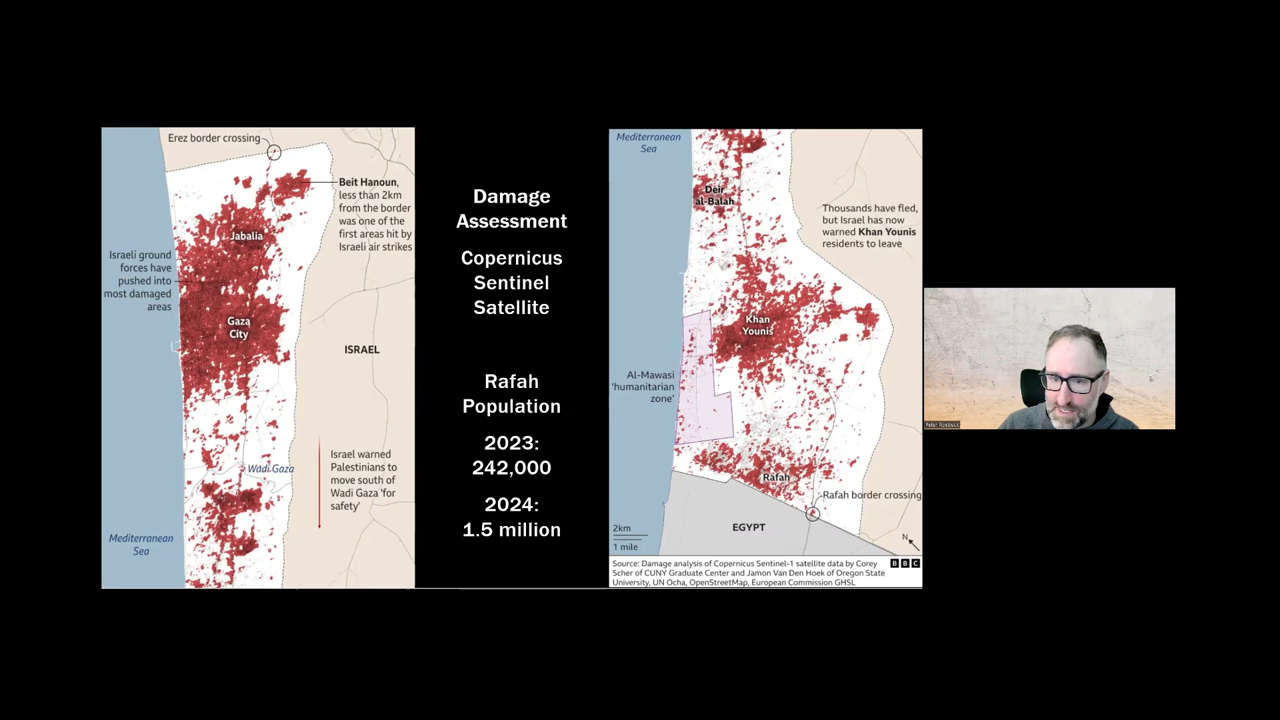 Erez border crossing
Beit Hanoun,
less than 2km
from the border
was one of the
first areas hit by
Israeli air strikes
Jabalia
Israeli ground
forces have
pushed into
most damaged
areas
Gaza
City
ISRAEL
Wadi Gaza
Israel warned
Palestinians to
move south of
Wadi Gaza 'for
safety'
Mediterranean
Sea
Damage
Assessment
Copernicus
Sentinel
Satellite
Rafah
Population
2023:
242,000
2024:
1.5 million
Mediterranean
Sea
Deir
al-Balah
Thousands have fled,
but Israel has now
warned Khan Younis
residents to leave
Khan
Younis
Al-Mawasi
'humanitarian
zone'
Rafah
Rafah border crossing
EGYPT
2km
1 mile
N
Source: Damage analysis of Copernicus Sentinel-1 satellite data by Corey
Scher of CUNY Graduate Center and Jamon Van Den Hoek of Oregon State
University, UN Ocha, OpenStreetMap, European Commission GHSL
BBC